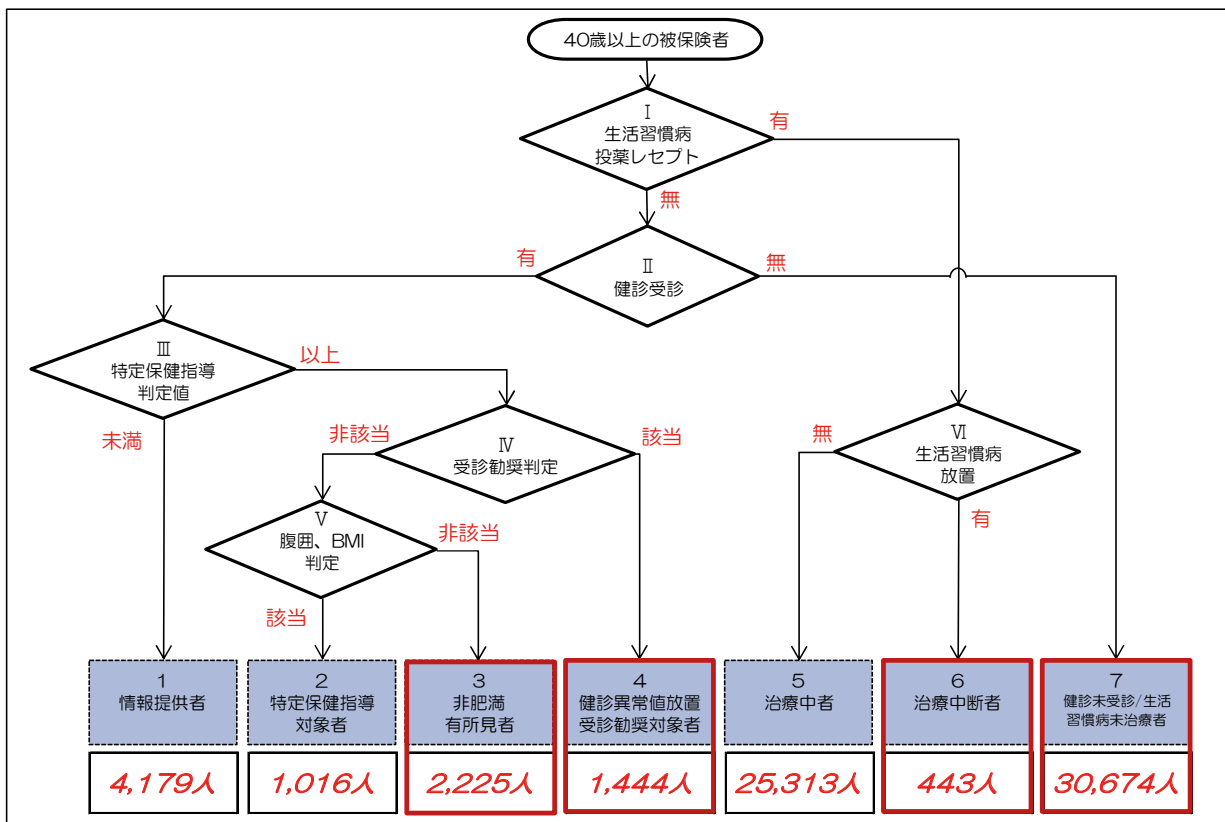 40歳以上の被保険者
Ⅰ
生活習慣病
投薬レセプト
有
無
Ⅱ
健診受診
有
無
Ⅲ
特定保健指導
判定値
以上
未満
Ⅳ
受診勧奨判定
非該当
該当
Ⅵ
生活習慣病
放置
無
有
Ⅴ
腹囲、BMI
判定
非該当
該当
1
情報提供者
2
特定保健指導
対象者
3
非肥満
有所見者
4
健診異常値放置
受診勧奨対象者
5
治療中者
6
治療中断者
7
健診未受診/生活
習慣病未治療者
4,179人
1,016人
2,225人
1,444人
25,313人
443人
30,674人